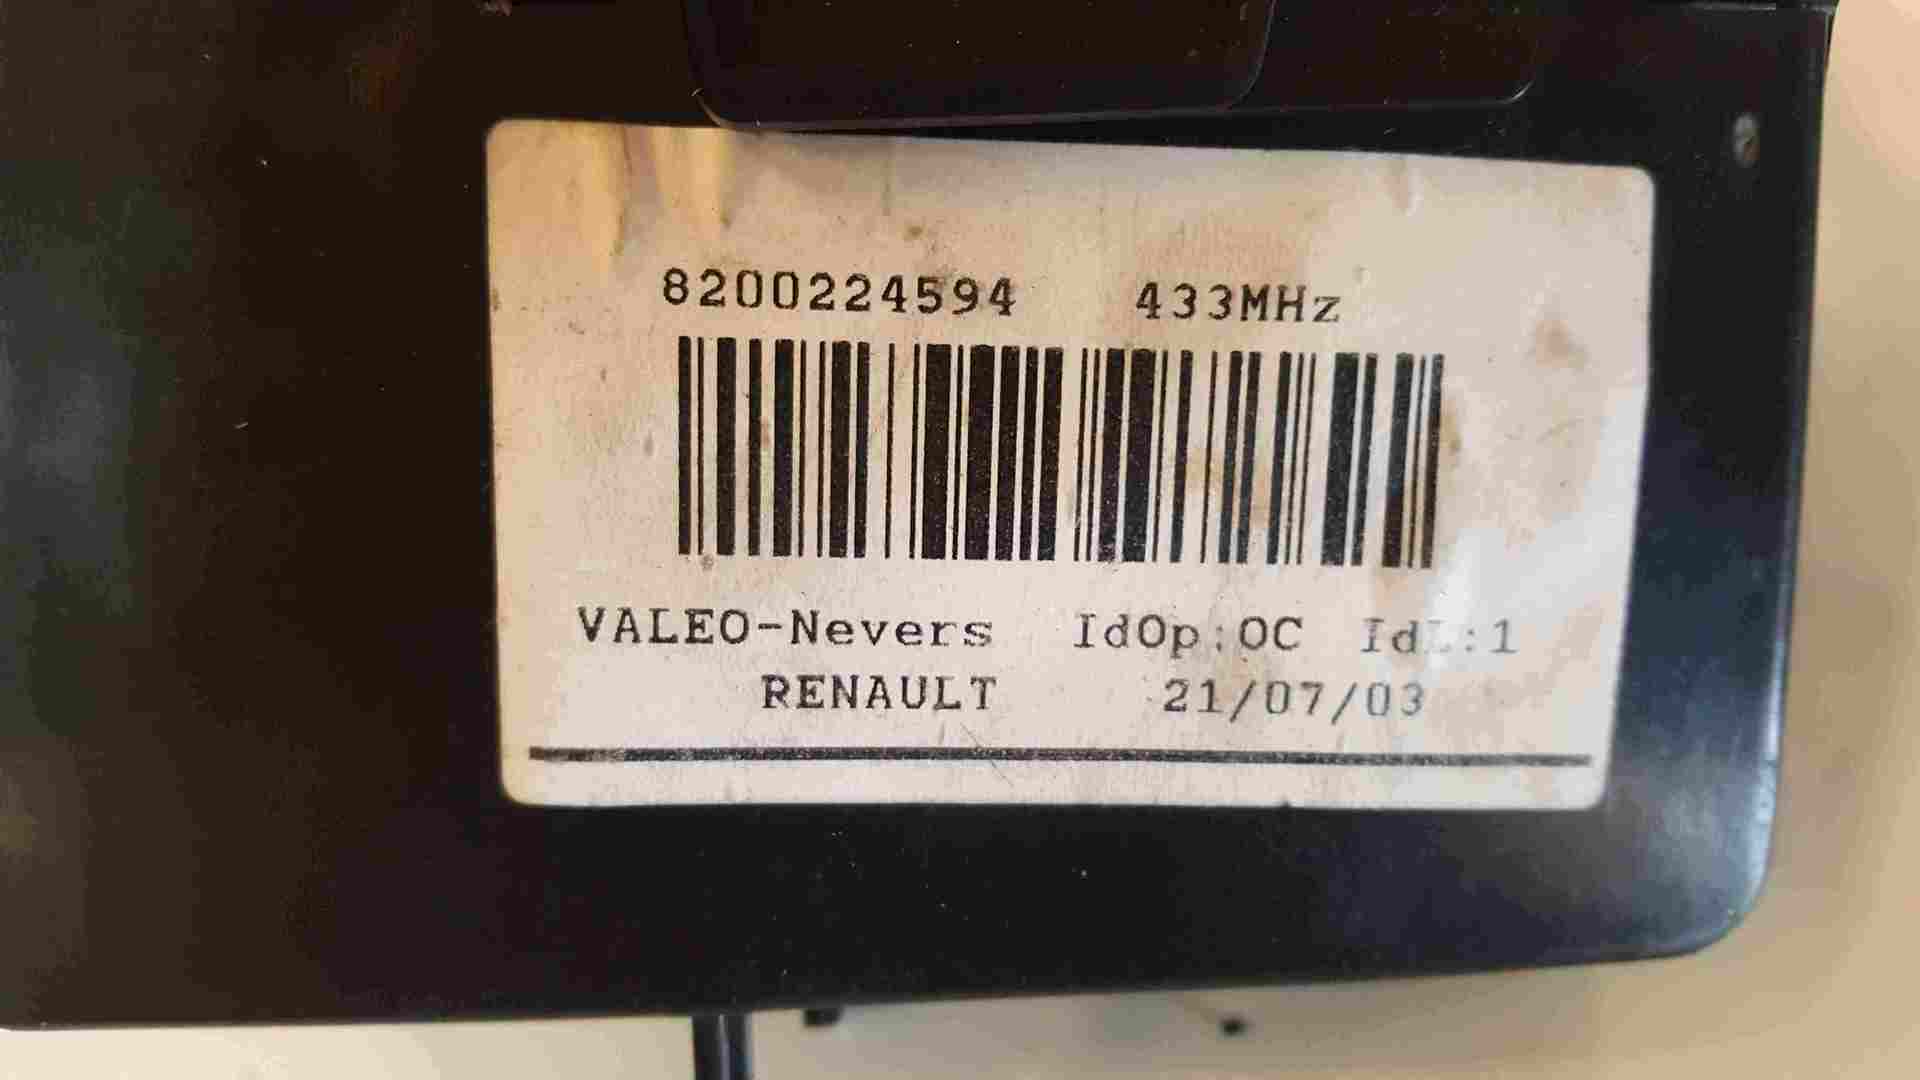 8200224594 433MHz
VALEO-Nevers IdOp:OC IdL:1
RENAULT 21/07/03